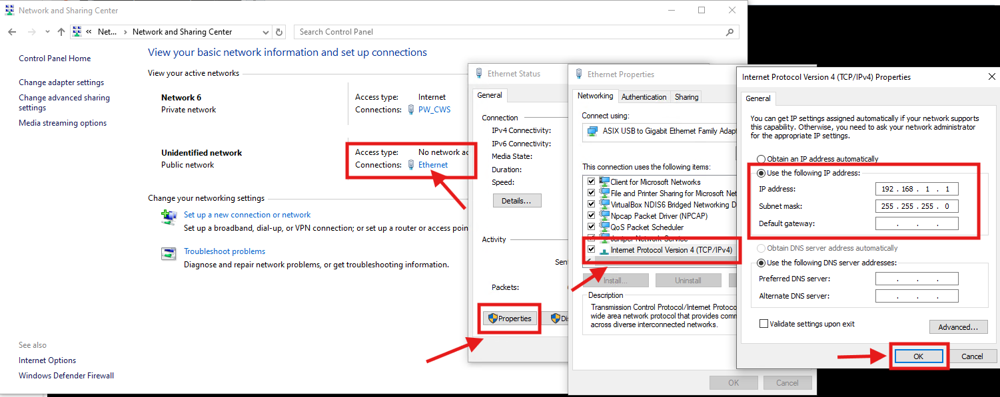 Network and Sharing Center
« Net... › Network and Sharing Center
Search Control Panel
Control Panel Home
Change adapter settings
Change advanced sharing
settings
Media streaming options
See also
Internet Options
Windows Defender Firewall
View your basic network information and set up connections
View your active networks
Network 6
Private network
Access type: Internet
Connections: PW_CWS
Unidentified network
Public network
Access type: No network ac
Connections: Ethernet
Change your networking settings
Set up a new connection or network
Set up a broadband, dial-up, or VPN connection; or set up a router or access poin
Troubleshoot problems
Diagnose and repair network problems, or get troubleshooting information.
Ethernet Status
General
Connection
IPv4 Connectivity:
IPv6 Connectivity:
Media State:
Duration:
Speed:
Details...
Activity
Sent
Packets:
Properties
Dis
Ethernet Properties
Networking Authentication Sharing
Connect using:
ASIX USB to Gigabit Ethernet Family Adapt
This connection uses the following items:
Client for Microsoft Networks
File and Printer Sharing for Microsoft Net
VirtualBox NDIS6 Bridged Networking D
Npcap Packet Driver (NPCAP)
QoS Packet Scheduler
Juniper Network Service
Internet Protocol Version 4 (TCP/IPv4)
Install... Uninstall
Description
Transmission Control Protocol/Internet Protoco
wide area network protocol that provides comm
across diverse interconnected networks.
OK Cancel
Internet Protocol Version 4 (TCP/IPv4) Properties
General
You can get IP settings assigned automatically if your network supports
this capability. Otherwise, you need to ask your network administrator
for the appropriate IP settings.
Obtain an IP address automatically
Use the following IP address:
IP address: 192 . 168 . 1 . 1
Subnet mask: 255 . 255 . 255 . 0
Default gateway: . . .
Obtain DNS server address automatically
Use the following DNS server addresses:
Preferred DNS server: . . .
Alternate DNS server: . . .
Validate settings upon exit
Advanced...
OK Cancel